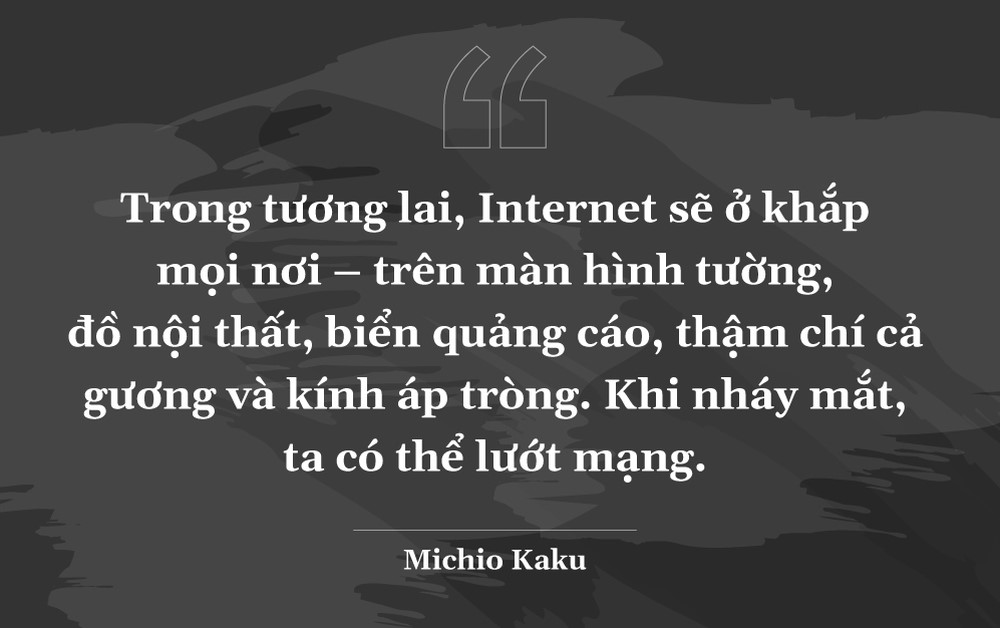 “
Trong tương lai, Internet sẽ ở khắp
mọi nơi – trên màn hình tường,
đồ nội thất, biển quảng cáo, thậm chí cả
gương và kính áp tròng. Khi nháy mắt,
ta có thể lướt mạng.
Michio Kaku